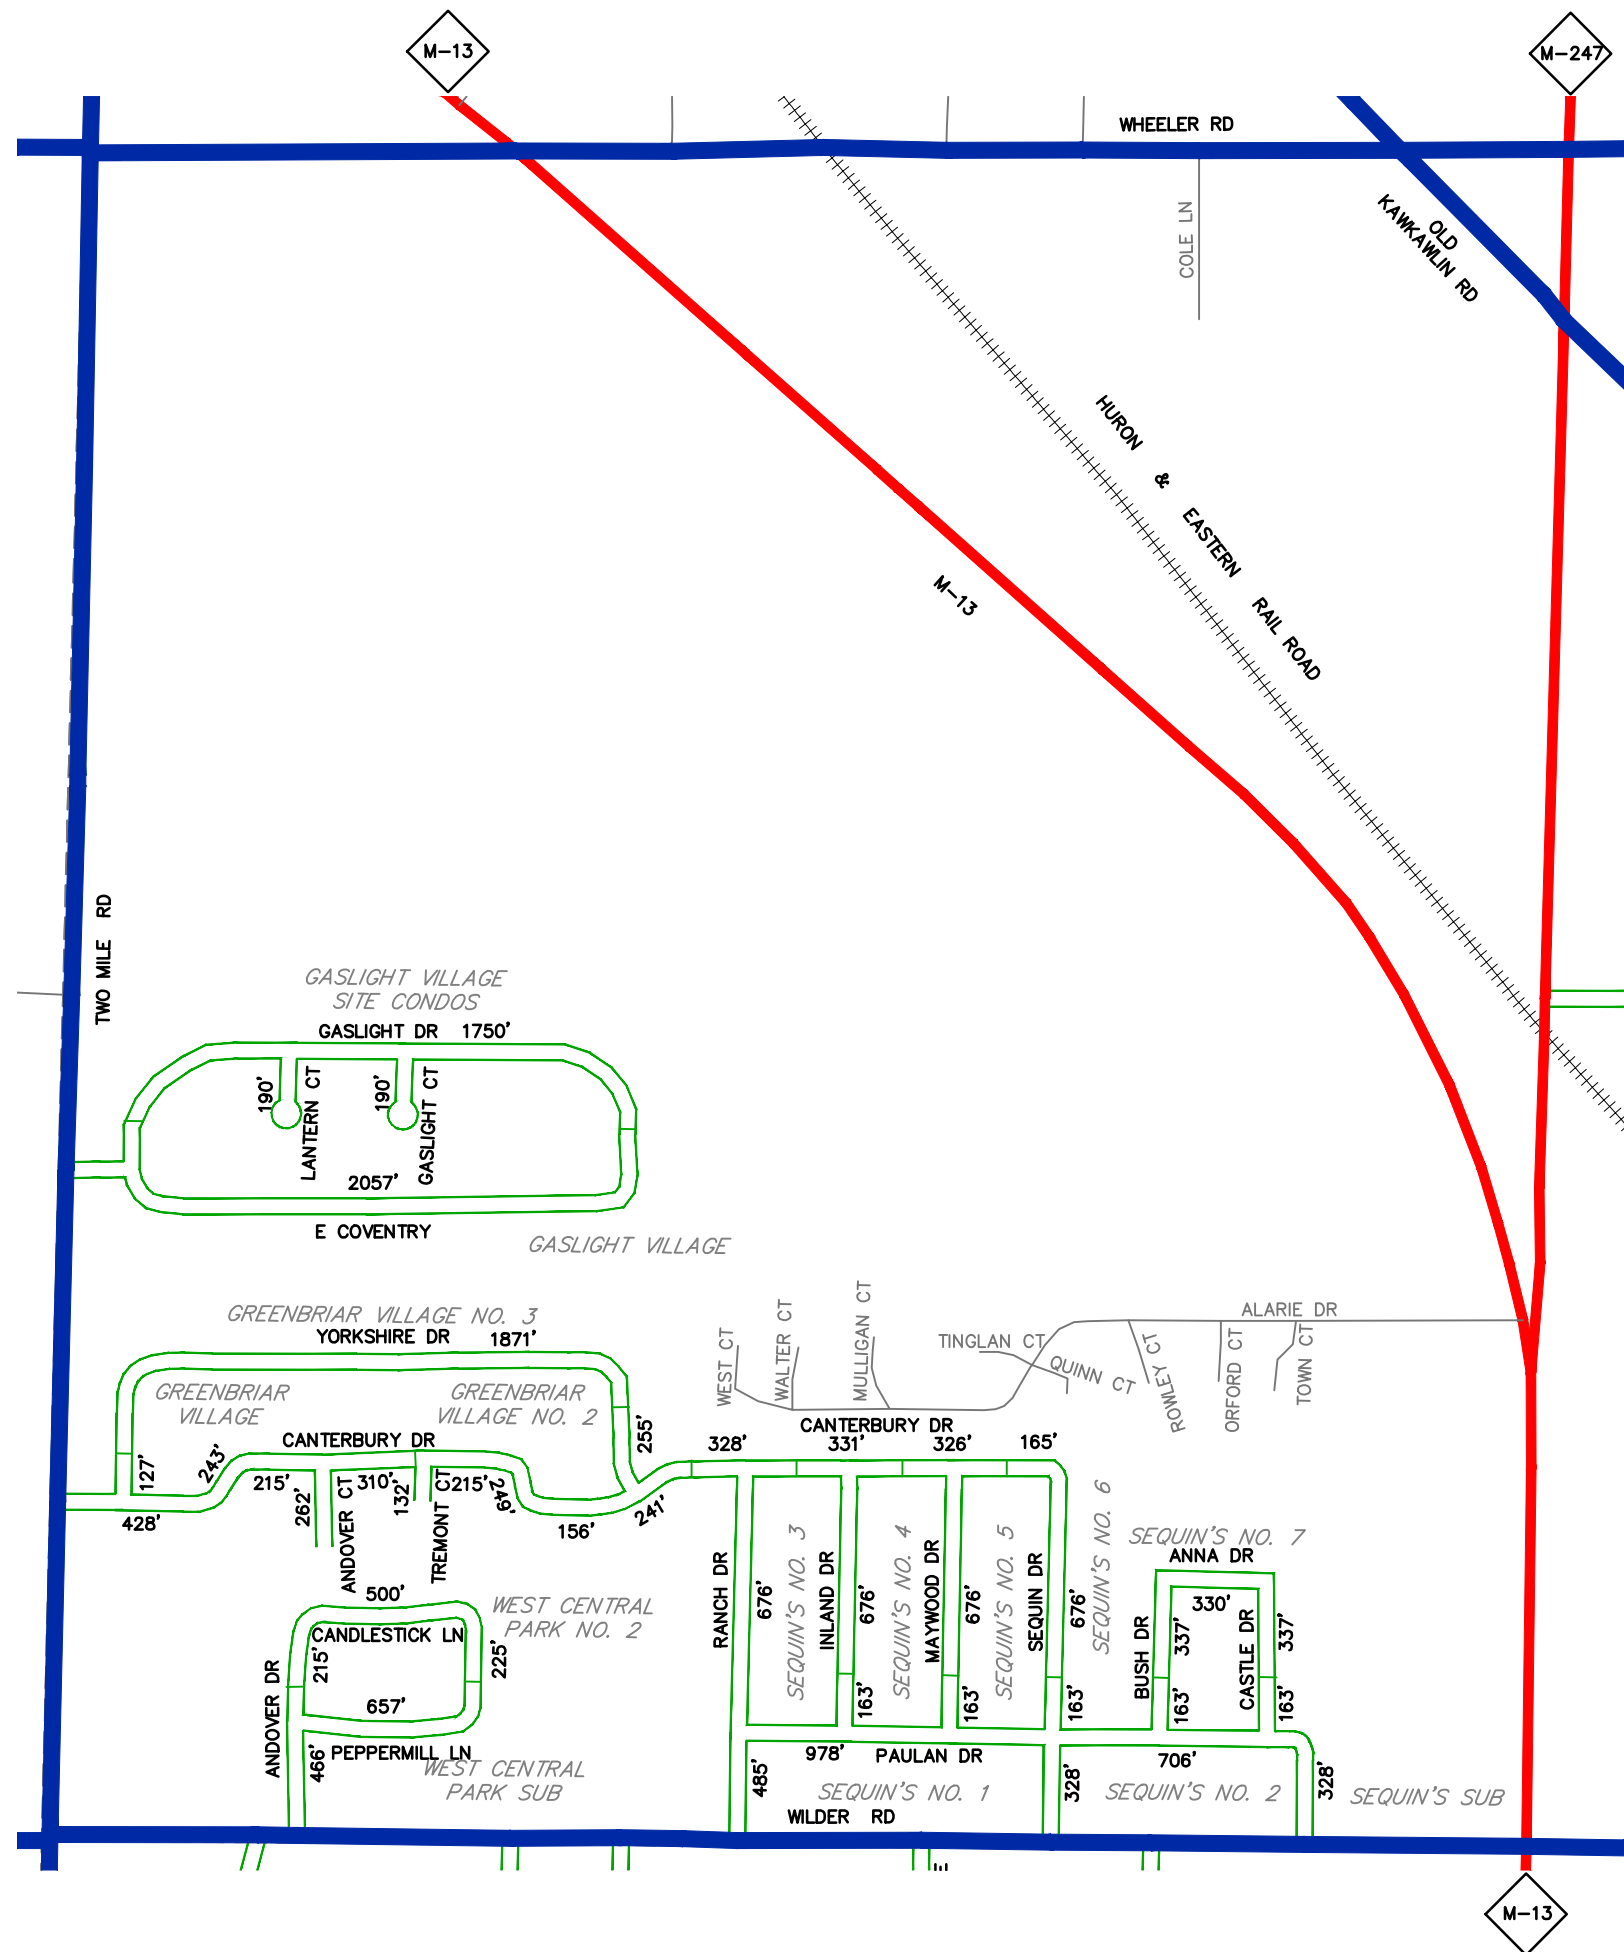 M-13
M-247
WHEELER RD
COLE LN
OLD
KAWKAWLIN RD
HURON & EASTERN RAIL ROAD
M-13
TWO MILE RD
GASLIGHT VILLAGE
SITE CONDOS
GASLIGHT DR 1750'
190'
LANTERN CT
190'
GASLIGHT CT
2057'
E COVENTRY
GASLIGHT VILLAGE
GREENBRIAR VILLAGE NO. 3
YORKSHIRE DR 1871'
GREENBRIAR
VILLAGE
GREENBRIAR
VILLAGE NO. 2
WEST CT
WALTER CT
MULLIGAN CT
TINGLAN CT
QUINN CT
ROWLEY CT
ALARIE DR
ORFORD CT
TOWN CT
CANTERBURY DR
CANTERBURY DR
127'
243'
215'
262'
ANDOVER CT
310'
132'
TREMONT CT
215'
249'
255'
428'
156'
241'
328'
331'
326'
165'
RANCH DR
676'
SEQUIN'S NO. 3
INLAND DR
676'
SEQUIN'S NO. 4
MAYWOOD DR
676'
SEQUIN'S NO. 5
SEQUIN DR
676'
SEQUIN'S NO. 6
SEQUIN'S NO. 7
ANNA DR
330'
BUSH DR
337'
CASTLE DR
337'
163'
163'
163'
163'
163'
500'
CANDLESTICK LN
WEST CENTRAL
PARK NO. 2
215'
225'
657'
ANDOVER DR
466'
PEPPERMILL LN
WEST CENTRAL
PARK SUB
485'
978'
PAULAN DR
SEQUIN'S NO. 1
328'
706'
SEQUIN'S NO. 2
328'
SEQUIN'S SUB
WILDER RD
E
M-13